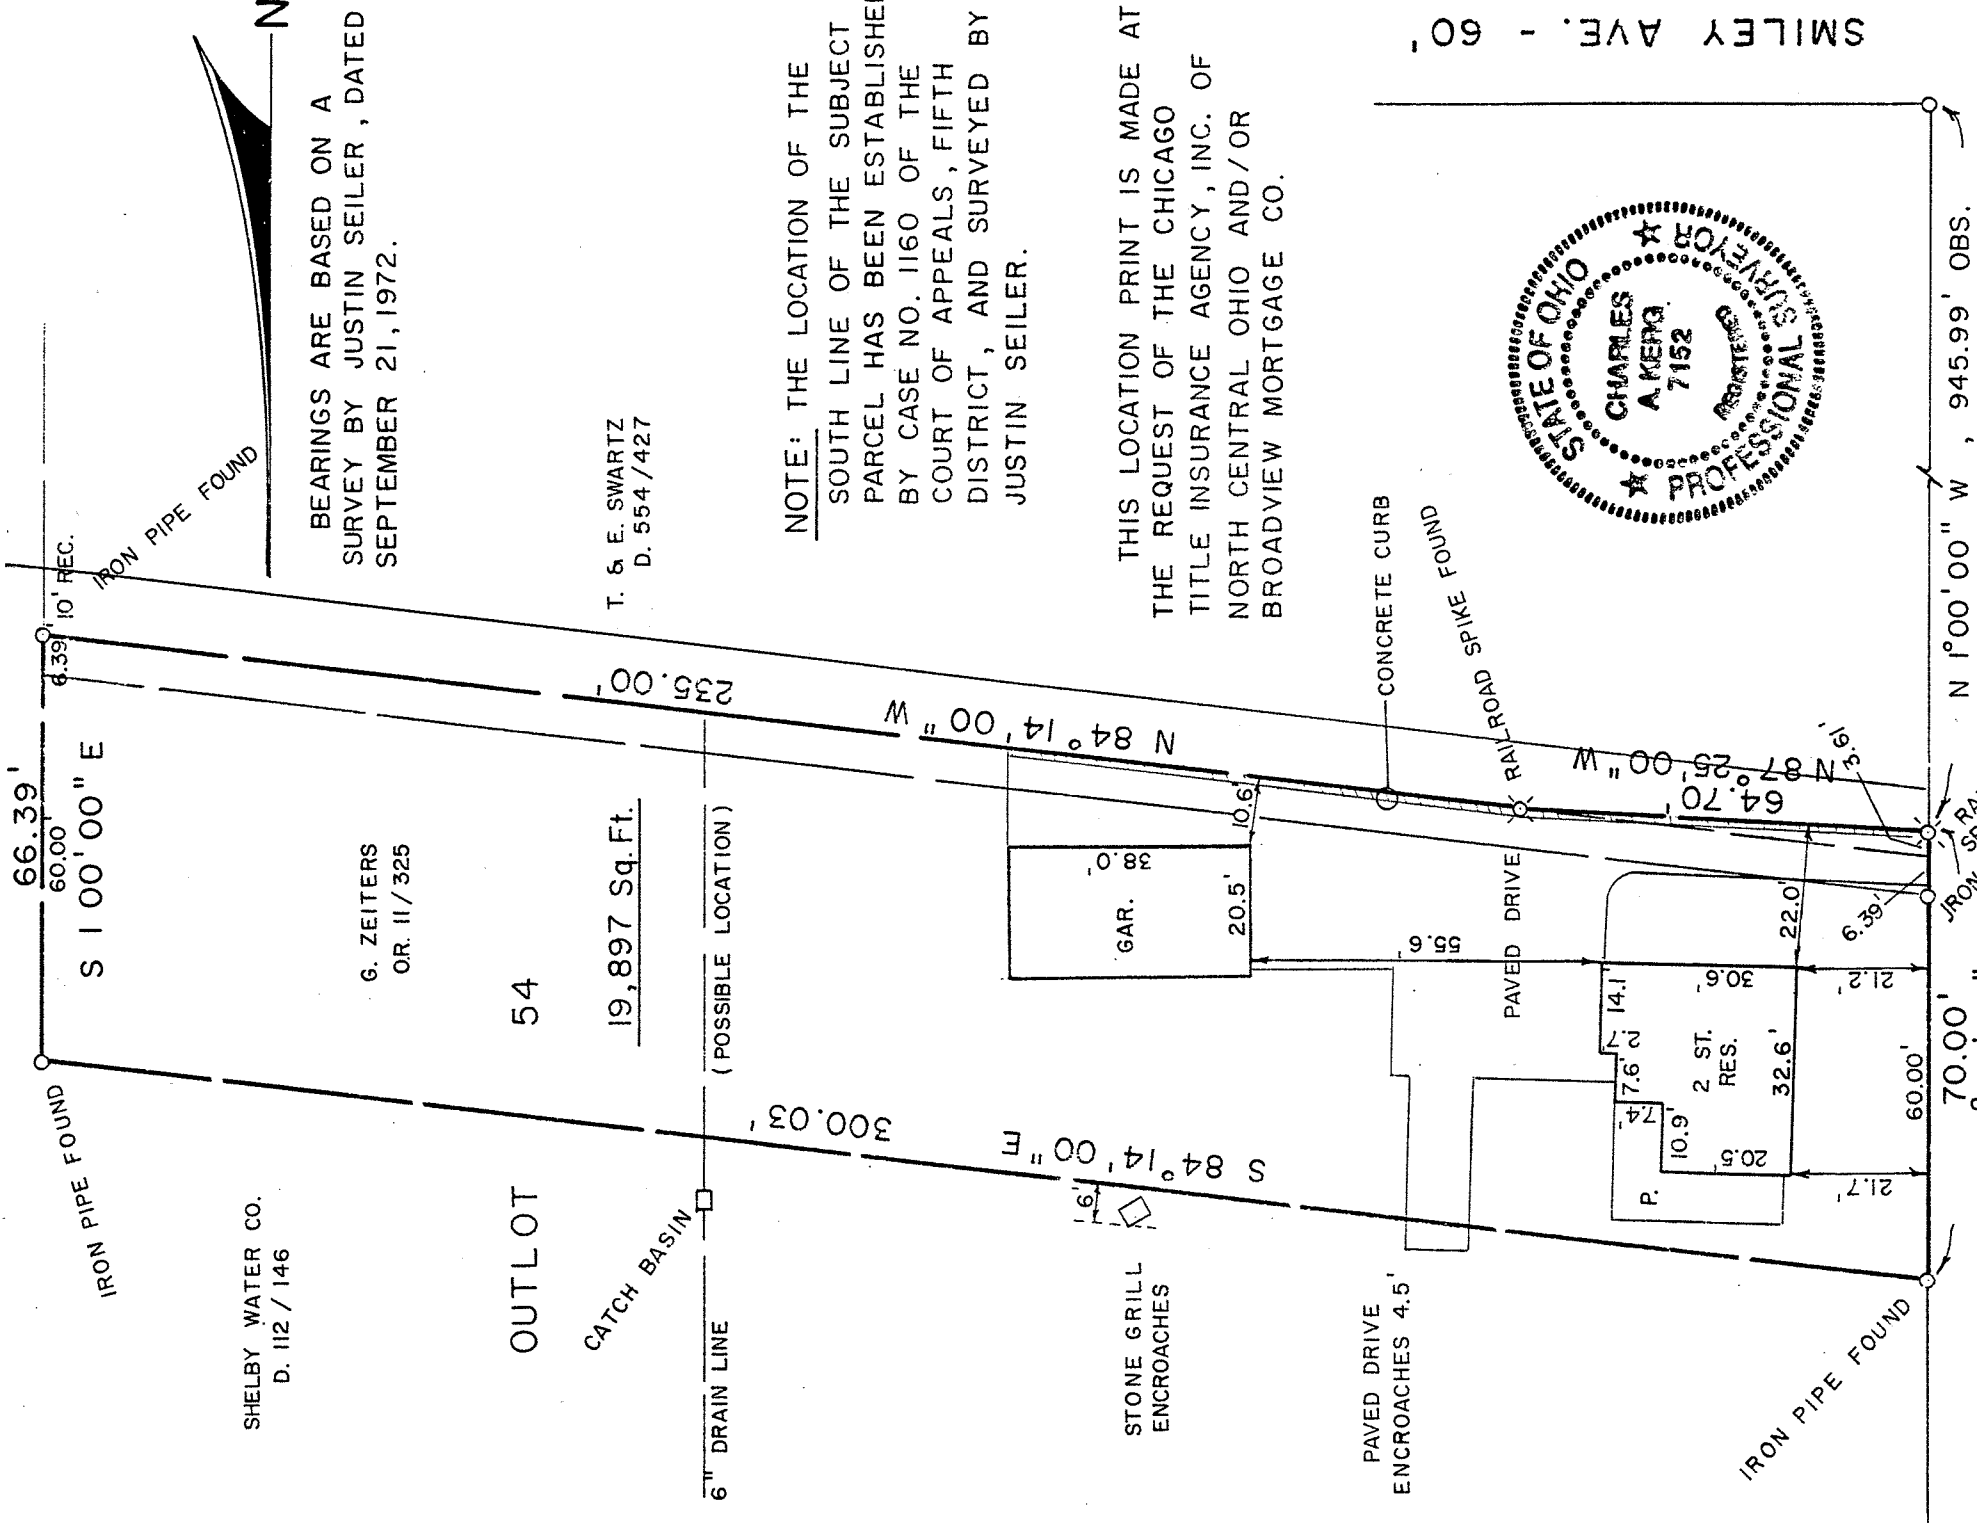 N
BEARINGS ARE BASED ON A
SURVEY BY JUSTIN SEILER, DATED
SEPTEMBER 21, 1972.
NOTE: THE LOCATION OF THE
SOUTH LINE OF THE SUBJECT
PARCEL HAS BEEN ESTABLISHED
BY CASE NO. 1160 OF THE
COURT OF APPEALS, FIFTH
DISTRICT, AND SURVEYED BY
JUSTIN SEILER.
THIS LOCATION PRINT IS MADE AT
THE REQUEST OF THE CHICAGO
TITLE INSURANCE AGENCY, INC. OF
NORTH CENTRAL OHIO AND/OR
BROADVIEW MORTGAGE CO.
SMILEY AVE. - 60'
STATE OF OHIO
CHARLES
A. KERG
7152
REGISTERED
PROFESSIONAL SURVEYOR
IRON PIPE FOUND
10' REC.
6.39'
66.39'
60.00
S 1°00'00" E
T. & E. SWARTZ
D. 554/427
235.00'
N 84°14'00" W
G. ZEITERS
O.R. 11/325
54
19,897 Sq. Ft.
(POSSIBLE LOCATION)
IRON PIPE FOUND
SHELBY WATER CO.
D. 112/146
OUTLOT
CATCH BASIN
6" DRAIN LINE
300.03'
S 84°14'00" E
.6'
STONE GRILL
ENCROACHES
PAVED DRIVE
ENCROACHES 4.5'
IRON PIPE FOUND
CONCRETE CURB
RAILROAD SPIKE FOUND
N 87°25'00" W
64.70'
3.61'
10.6'
38.0'
GAR.
20.5'
55.6'
PAVED DRIVE
22.0'
14.1'
30.6'
2.7'
7.6'
2 ST.
RES.
32.6'
7.4'
10.9'
20.5'
P.
21.2'
21.7'
6.39'
60.00'
70.00'
IRON
N 1°00'00" W, 945.99' OBS.